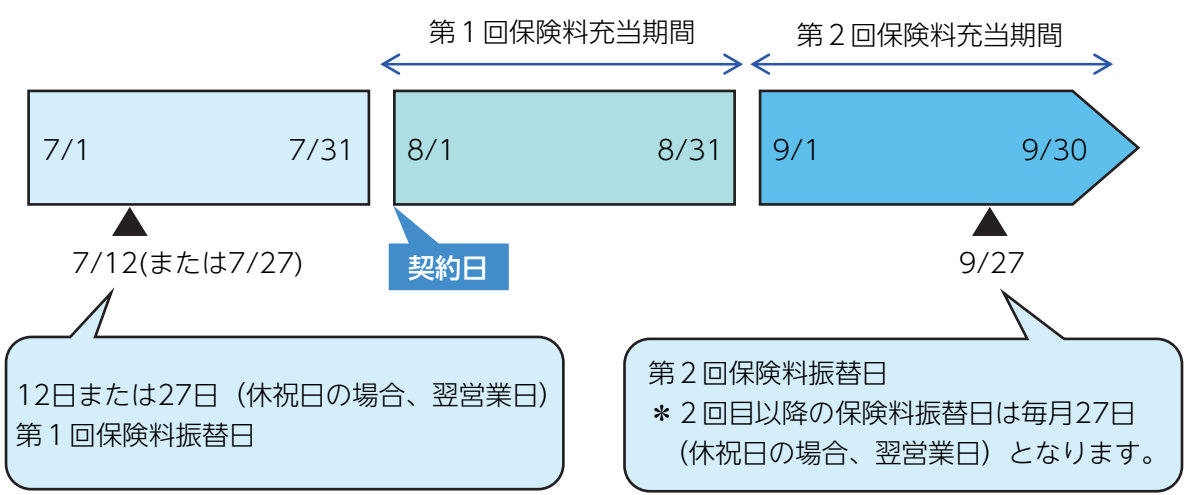 第１回保険料充当期間
第２回保険料充当期間
7/1
7/31
8/1
8/31
9/1
9/30
7/12(または7/27)
契約日
9/27
12日または27日（休祝日の場合、翌営業日）
第１回保険料振替日
第２回保険料振替日
＊２回目以降の保険料振替日は毎月27日
（休祝日の場合、翌営業日）となります。